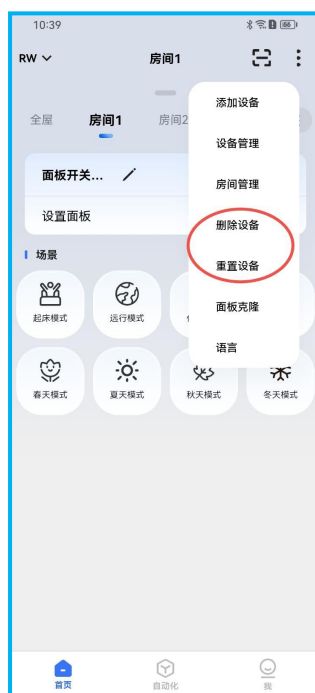 10:39
66
RW
房间1
添加设备
全屋
房间1
房间2
设备管理
房间管理
面板开关...
删除设备
设置面板
场景
重置设备
起床模式
远行模式
面板克隆
语言
春天模式
夏天模式
秋天模式
冬天模式
首页
自动化
我